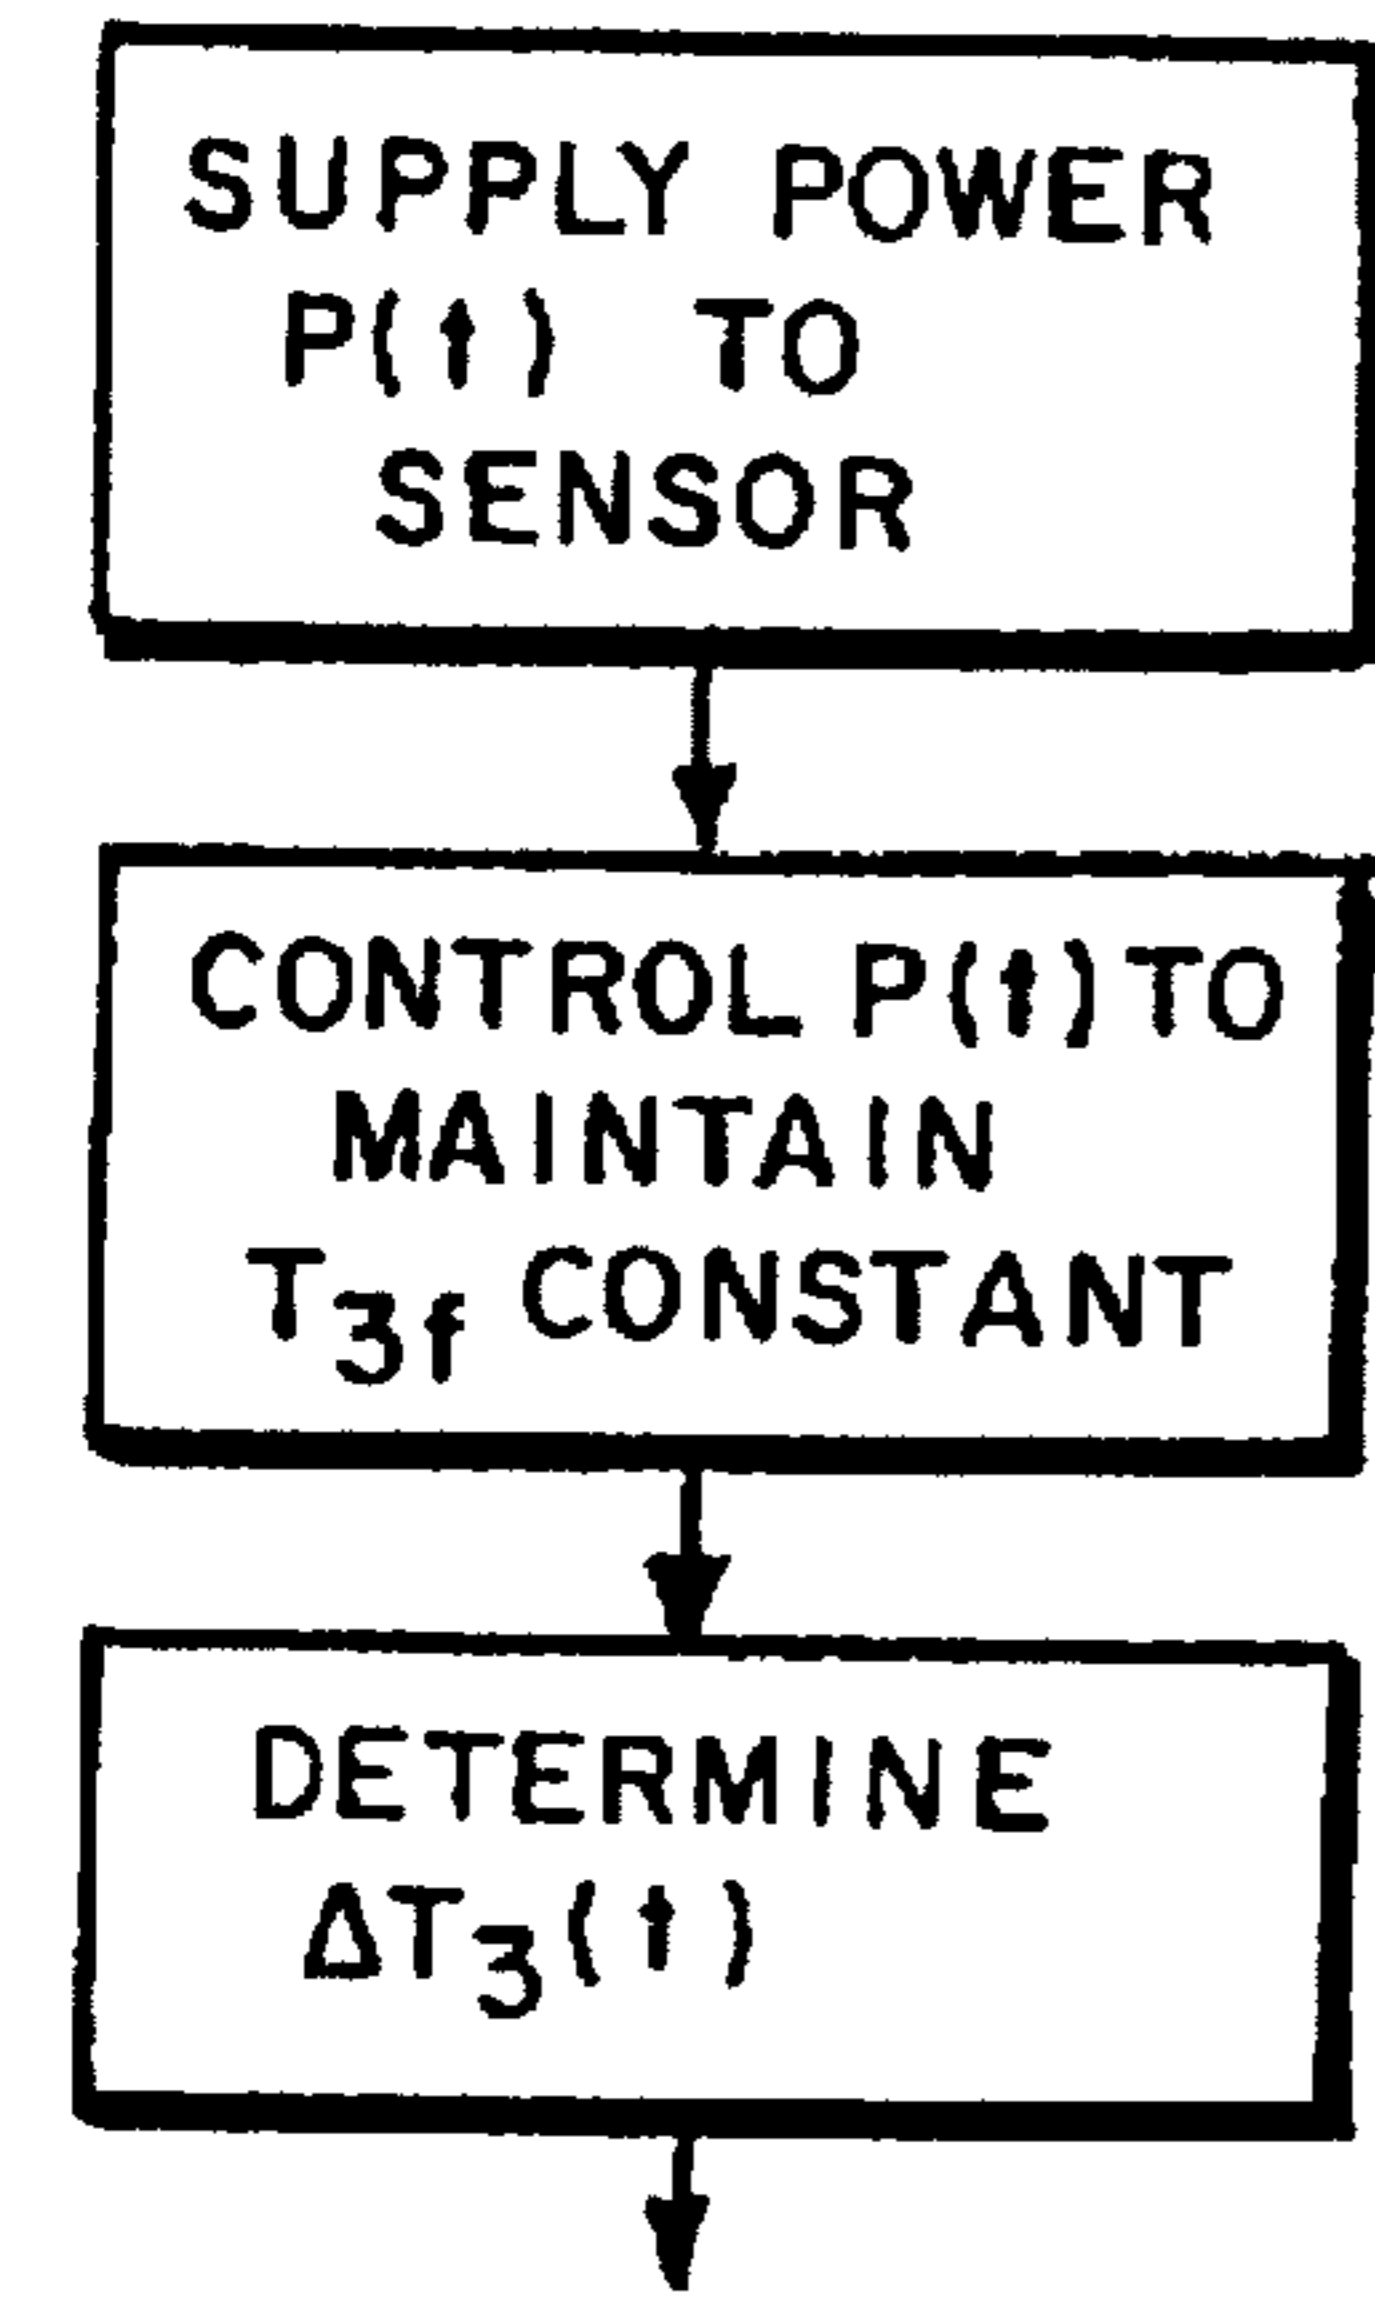 SUPPLY POWER
P(t) TO
SENSOR
CONTROL P(t) TO
MAINTAIN
T3f CONSTANT
DETERMINE
ΔT3(t)